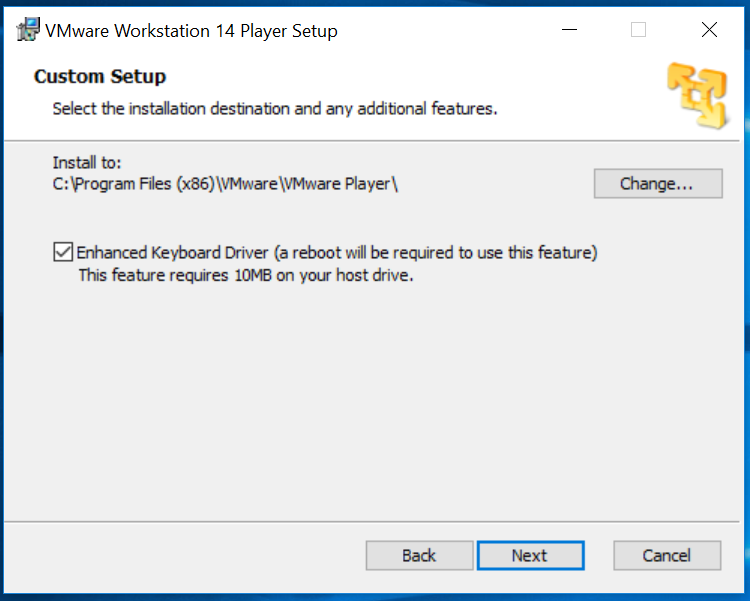 VMware Workstation 14 Player Setup
Custom Setup
Select the installation destination and any additional features.
Install to:
C:\Program Files (x86)\VMware\VMware Player\
Change...
Enhanced Keyboard Driver (a reboot will be required to use this feature)
This feature requires 10MB on your host drive.
Back
Next
Cancel